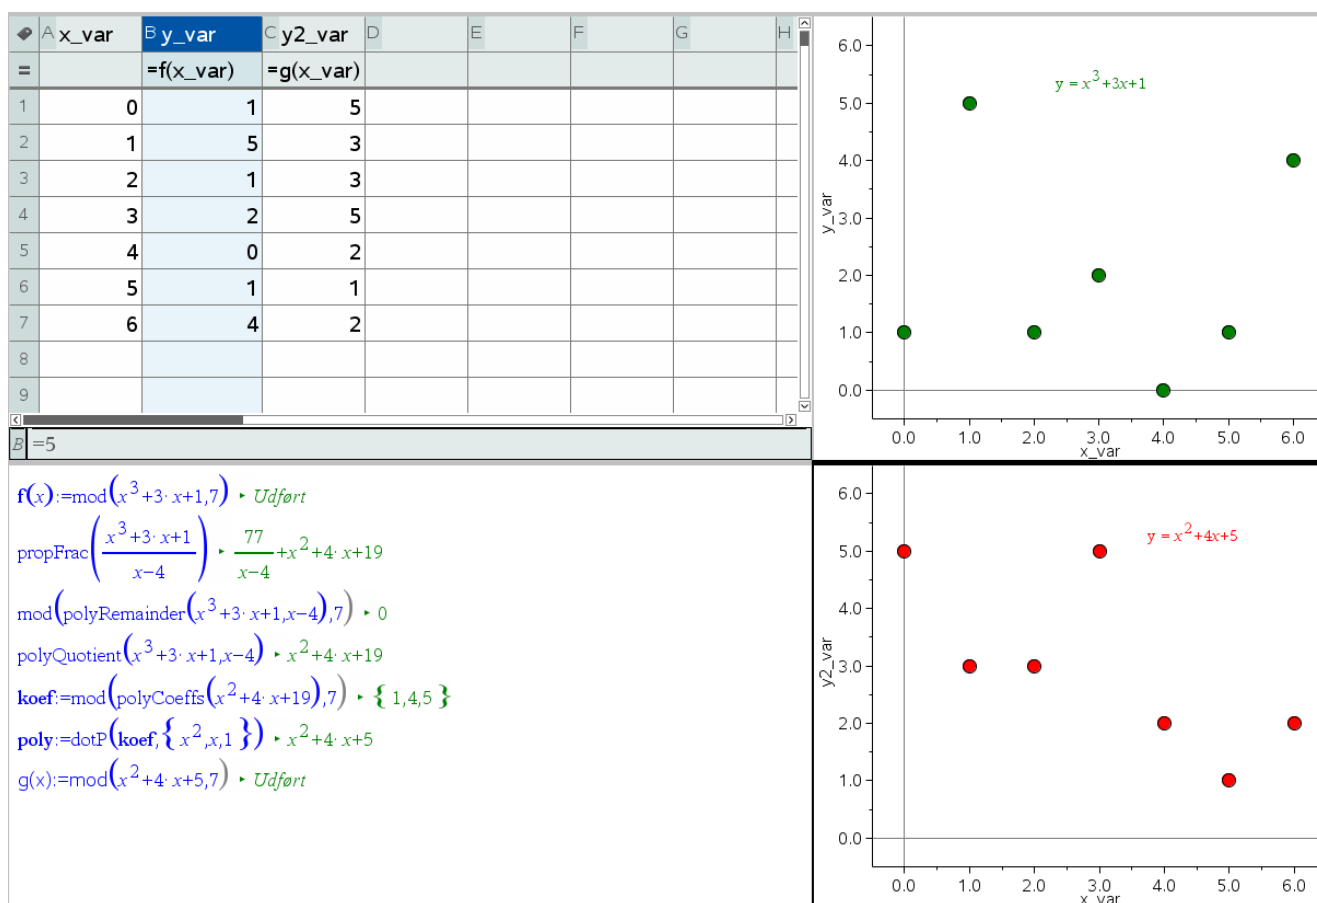 A x_var B y_var C y2_var D E F G H
= =f(x_var) =g(x_var)
1 0 1 5
2 1 5 3
3 2 1 3
4 3 2 5
5 4 0 2
6 5 1 1
7 6 4 2
8
9
B =5
6.0
5.0
4.0
3.0
2.0
1.0
0.0
y_var
y = x³+3x+1
0.0 1.0 2.0 3.0 4.0 5.0 6.0
x_var
f(x):=mod(x³+3·x+1,7) ▸ Udført
propFrac((x³+3·x+1)/(x−4)) ▸ 77/(x−4)+x²+4·x+19
mod(polyRemainder(x³+3·x+1,x−4),7) ▸ 0
polyQuotient(x³+3·x+1,x−4) ▸ x²+4·x+19
koef:=mod(polyCoeffs(x²+4·x+19),7) ▸ {1,4,5}
poly:=dotP(koef,{x²,x,1}) ▸ x²+4·x+5
g(x):=mod(x²+4·x+5,7) ▸ Udført
6.0
5.0
4.0
3.0
2.0
1.0
0.0
y2_var
y = x²+4x+5
0.0 1.0 2.0 3.0 4.0 5.0 6.0
x_var